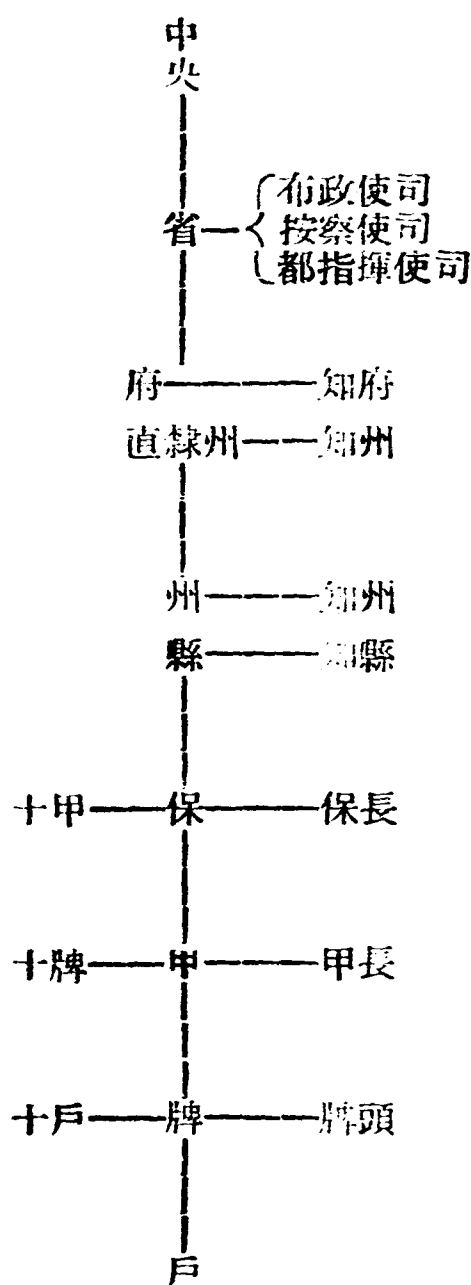 中央
省
布政使司
按察使司
都指揮使司
府 知府
直隸州 知州
州 知州
縣 知縣
十甲 保 保長
十牌 甲 甲長
十戶 牌 牌頭
戶